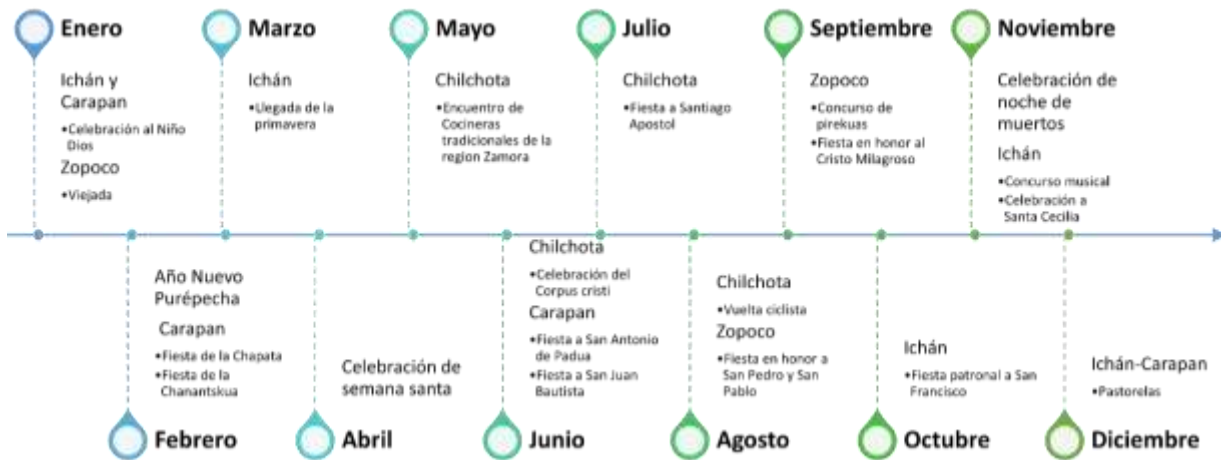 Enero
Ichán y
Carapan
•Celebración al Niño
Dios
Zopoco
•Viejada
Marzo
Ichán
•Llegada de la
primavera
Mayo
Chilchota
•Encuentro de
Cocineras
tradicionales de la
region Zamora
Julio
Chilchota
•Fiesta a Santiago
Apostol
Septiembre
Zopoco
•Concurso de
pirekuas
•Fiesta en honor al
Cristo Milagroso
Noviembre
Celebración de
noche de
muertos
Ichán
•Concurso musical
•Celebración a
Santa Cecilia
Año Nuevo
Purépecha
Carapan
•Fiesta de la Chapata
•Fiesta de la
Chanantskua
Febrero
Celebración de
semana santa
Abril
Chilchota
•Celebración del
Corpus cristi
Carapan
•Fiesta a San Antonio
de Padua
•Fiesta a San Juan
Bautista
Junio
Chilchota
•Vuelta ciclista
Zopoco
•Fiesta en honor a
San Pedro y San
Pablo
Agosto
Ichán
•Fiesta patronal a San
Francisco
Octubre
Ichán-Carapan
•Pastorelas
Diciembre